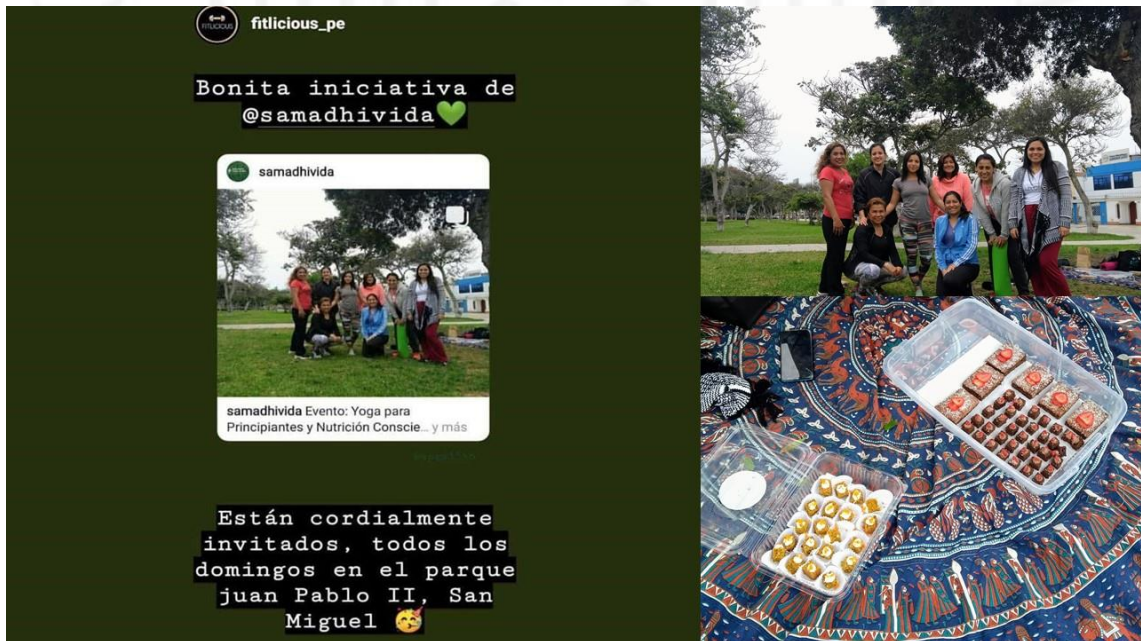 FITLICIOUS
fitlicious_pe
Bonita iniciativa de
@samadhivida💚
samadhivida
samadhivida Evento: Yoga para
Principiantes y Nutrición Conscie... y más
Están cordialmente
invitados, todos los
domingos en el parque
juan Pablo II, San
Miguel 🥳